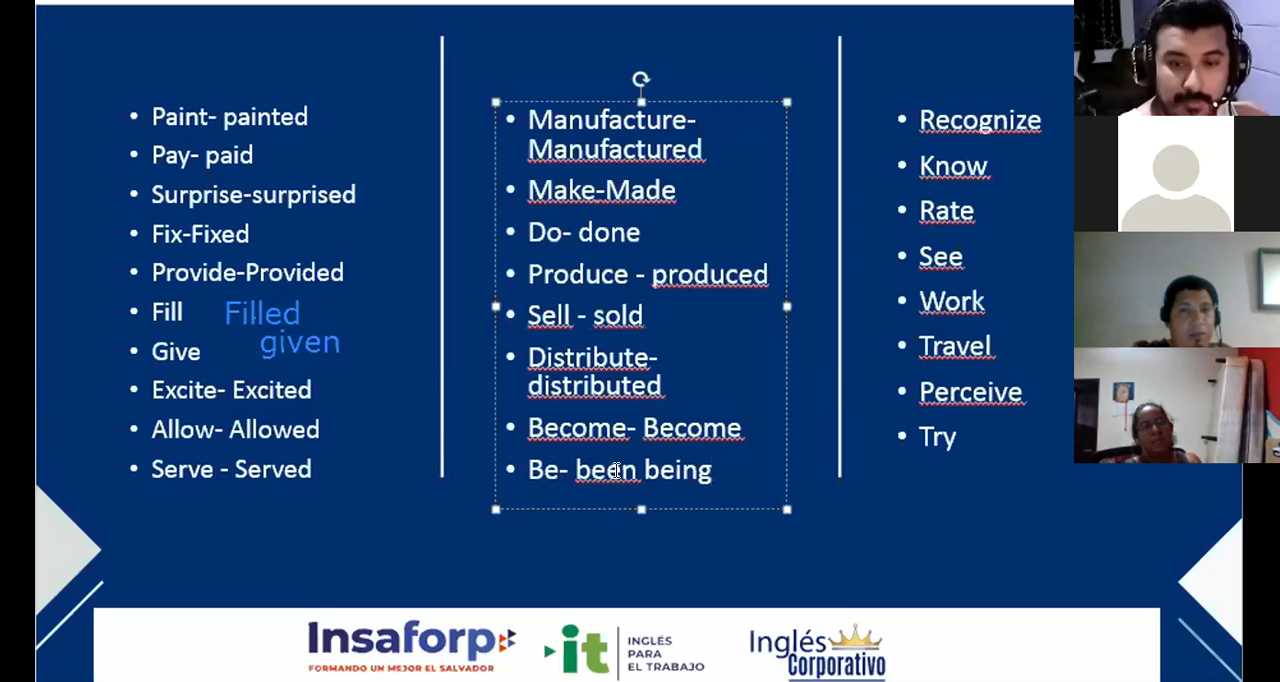 Paint- painted
Pay- paid
Surprise-surprised
Fix-Fixed
Provide-Provided
Fill Filled
Give given
Excite- Excited
Allow- Allowed
Serve - Served
Manufacture-
Manufactured
Make-Made
Do- done
Produce - produced
Sell - sold
Distribute-
distributed
Become- Become
Be- been being
Recognize
Know
Rate
See
Work
Travel
Perceive
Try
Insaforp
FORMANDO UN MEJOR EL SALVADOR
it
INGLÉS
PARA
EL TRABAJO
Inglés
Corporativo